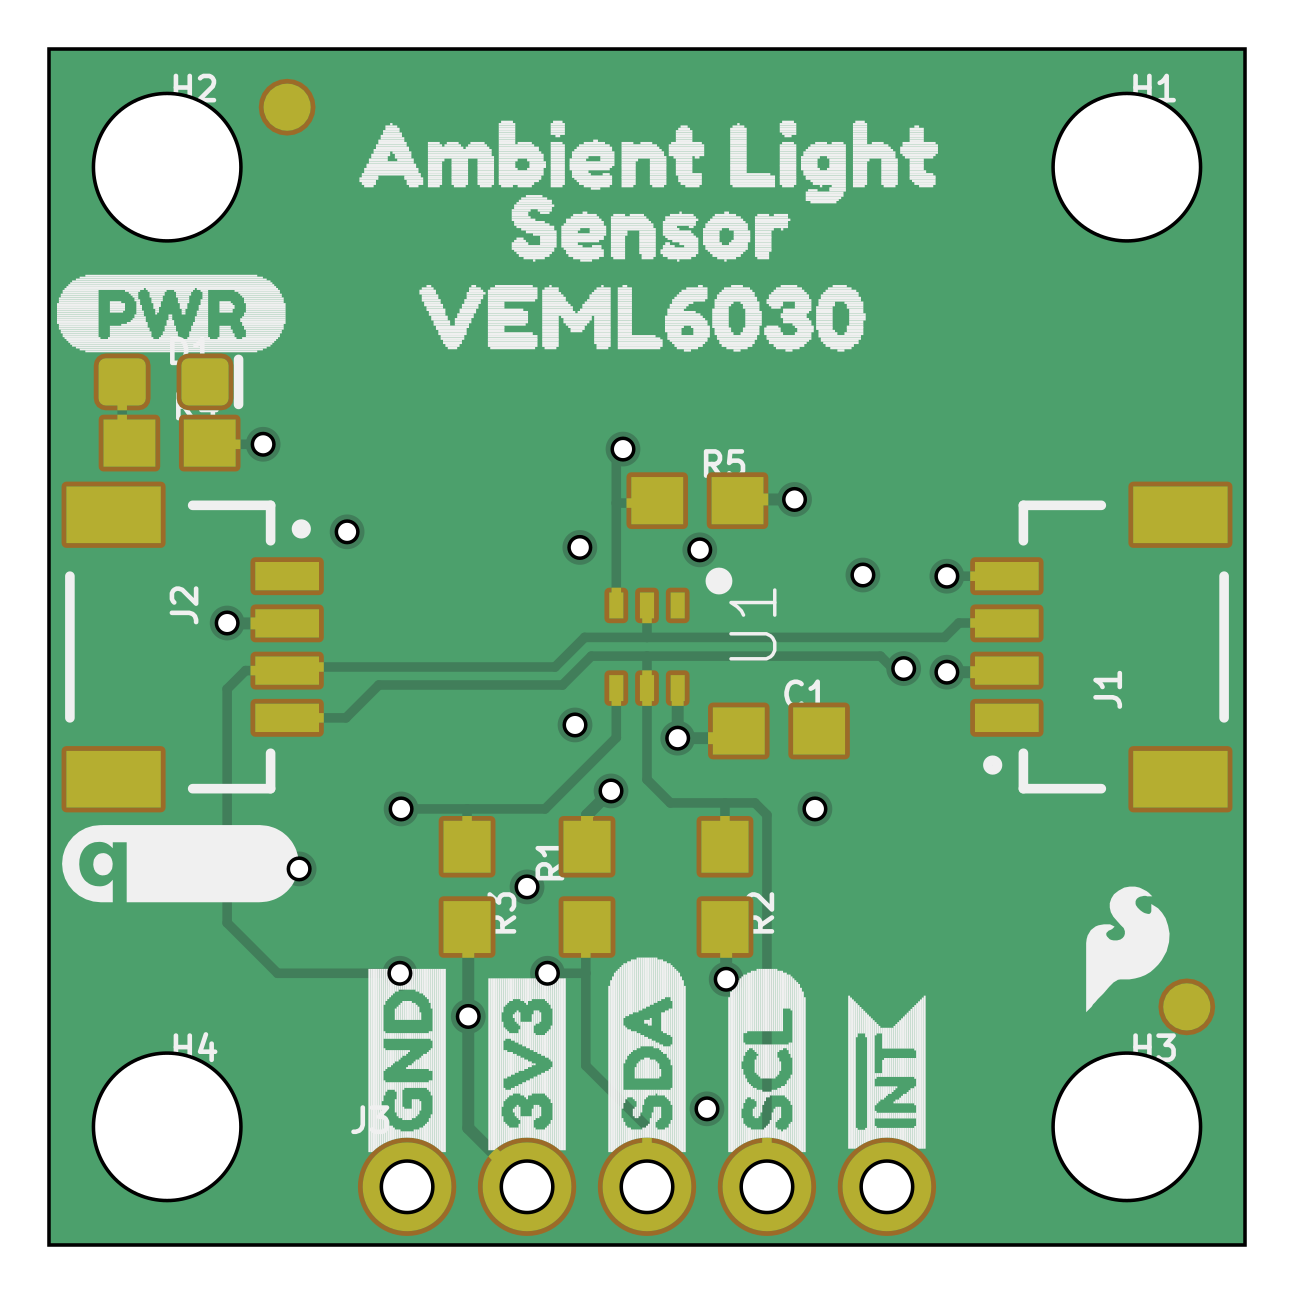 H2
H1
Ambient Light
Sensor
VEML6030
PWR
D1
R5
J2
U1
C1
J1
R1
R3
R2
q
GND
3V3
SDA
SCL
INT
H4
H3
J3